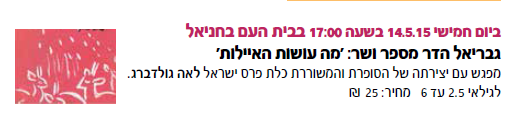 ביום חמישי 14.5.15 בשעה 17:00 בבית העם בחניאל
גבריאל הדר מספר ושר: 'מה עושות האיילות'
מפגש עם יצירתה של הסופרת והמשוררת כלת פרס ישראל לאה גולדברג.
לגילאי 2.5 עד 6 מחיר: 25 ₪